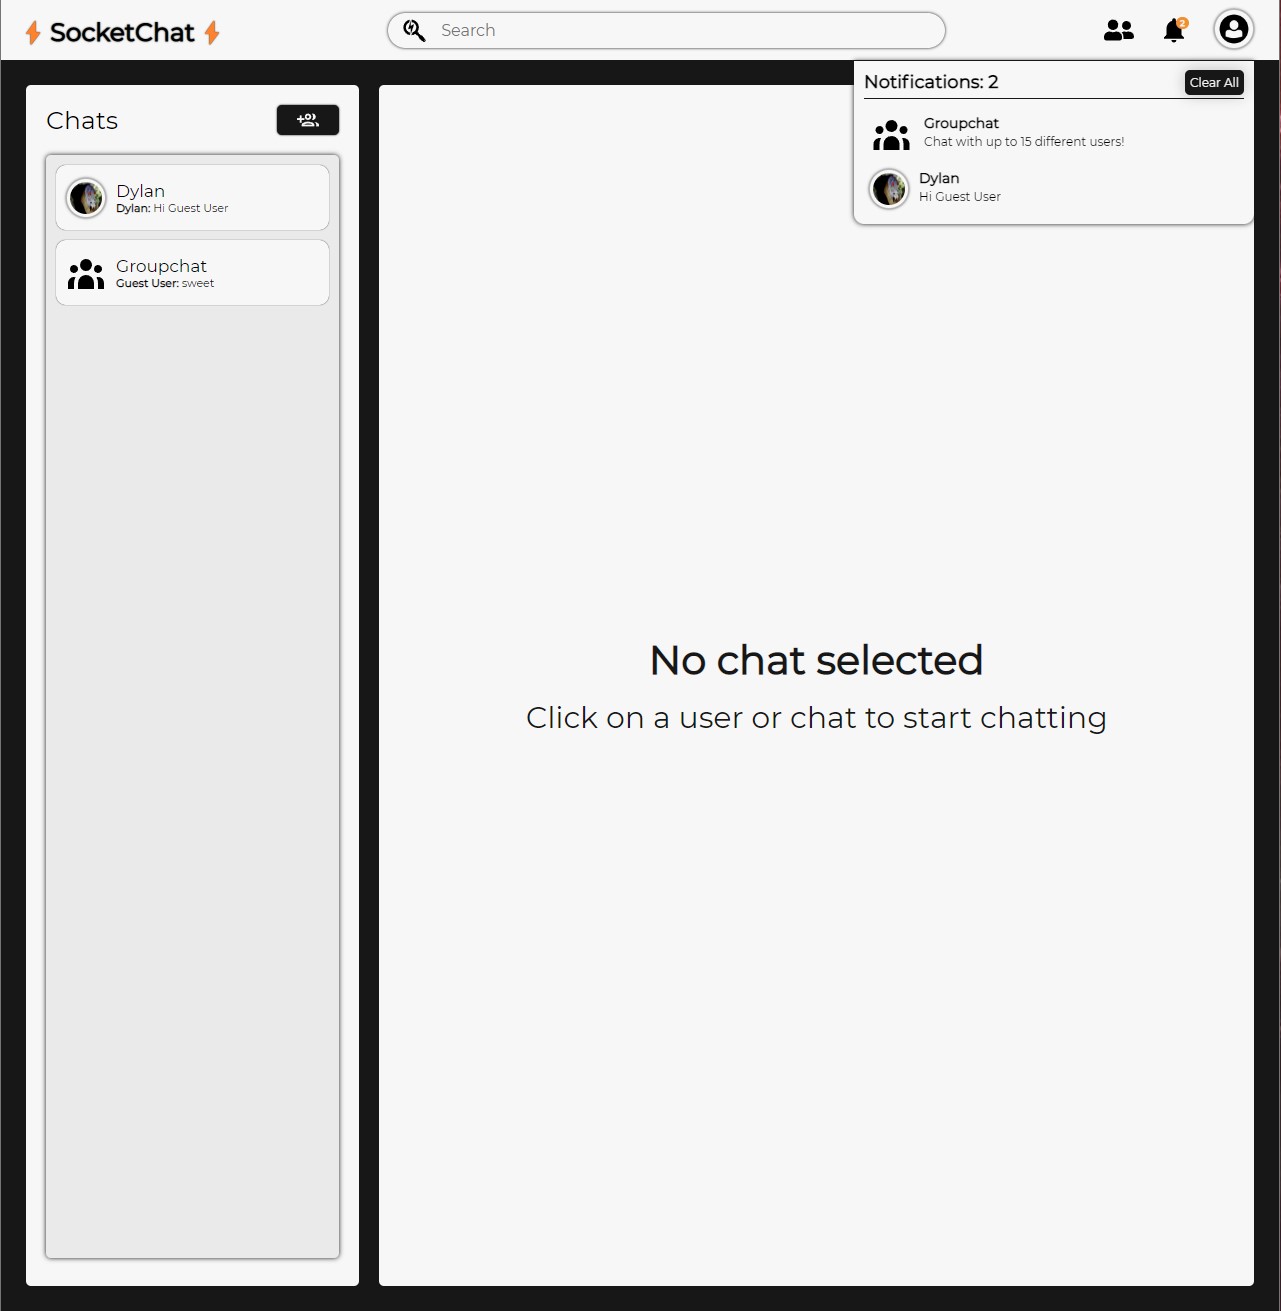 SocketChat
Search
2
Notifications: 2
Clear All
Groupchat
Chat with up to 15 different users!
Dylan
Hi Guest User
Chats
Dylan
Dylan: Hi Guest User
Groupchat
Guest User: sweet
No chat selected
Click on a user or chat to start chatting